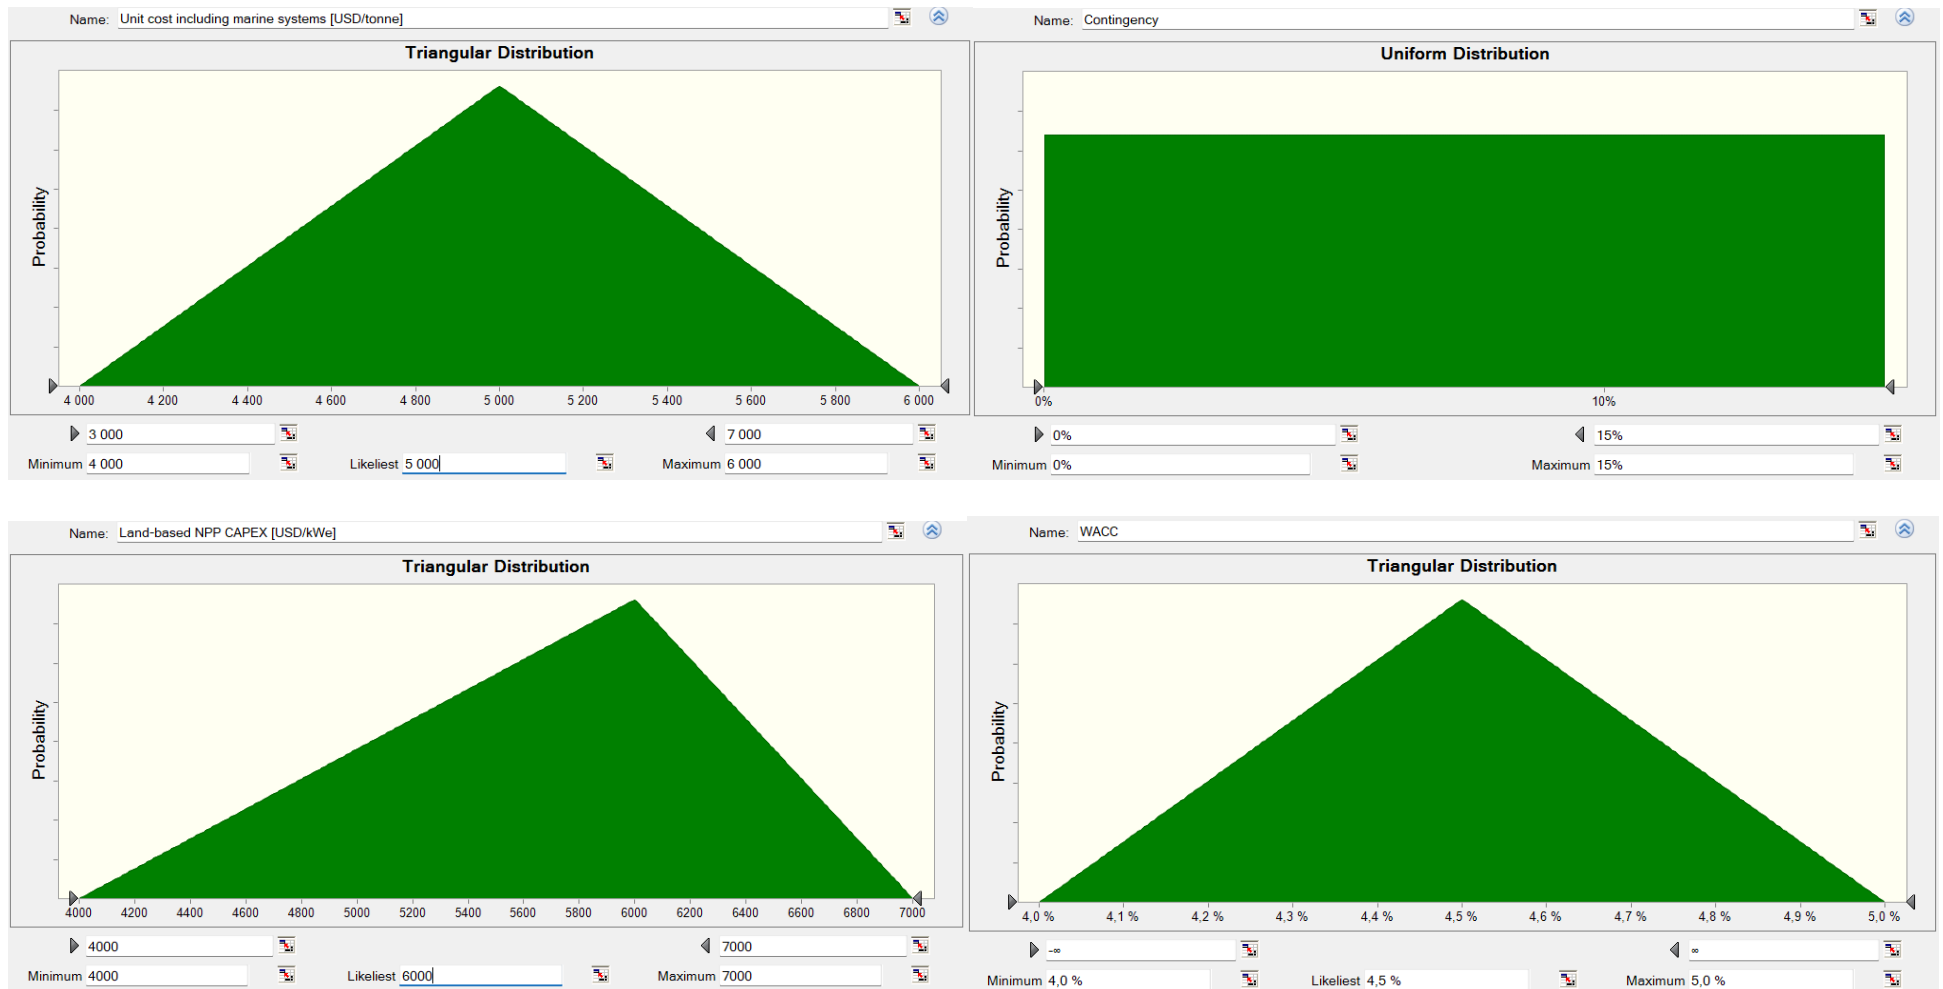 Name: Unit cost including marine systems [USD/tonne]
Triangular Distribution
Probability
4 000 4 200 4 400 4 600 4 800 5 000 5 200 5 400 5 600 5 800 6 000
3 000 7 000
Minimum 4 000 Likeliest 5 000 Maximum 6 000
Name: Contingency
Uniform Distribution
Probability
0% 10%
0% 15%
Minimum 0% Maximum 15%
Name: Land-based NPP CAPEX [USD/kWe]
Triangular Distribution
Probability
4000 4200 4400 4600 4800 5000 5200 5400 5600 5800 6000 6200 6400 6600 6800 7000
4000 7000
Minimum 4000 Likeliest 6000 Maximum 7000
Name: WACC
Triangular Distribution
Probability
4,0 % 4,1 % 4,2 % 4,3 % 4,4 % 4,5 % 4,6 % 4,7 % 4,8 % 4,9 % 5,0 %
-∞ ∞
Minimum 4,0 % Likeliest 4,5 % Maximum 5,0 %